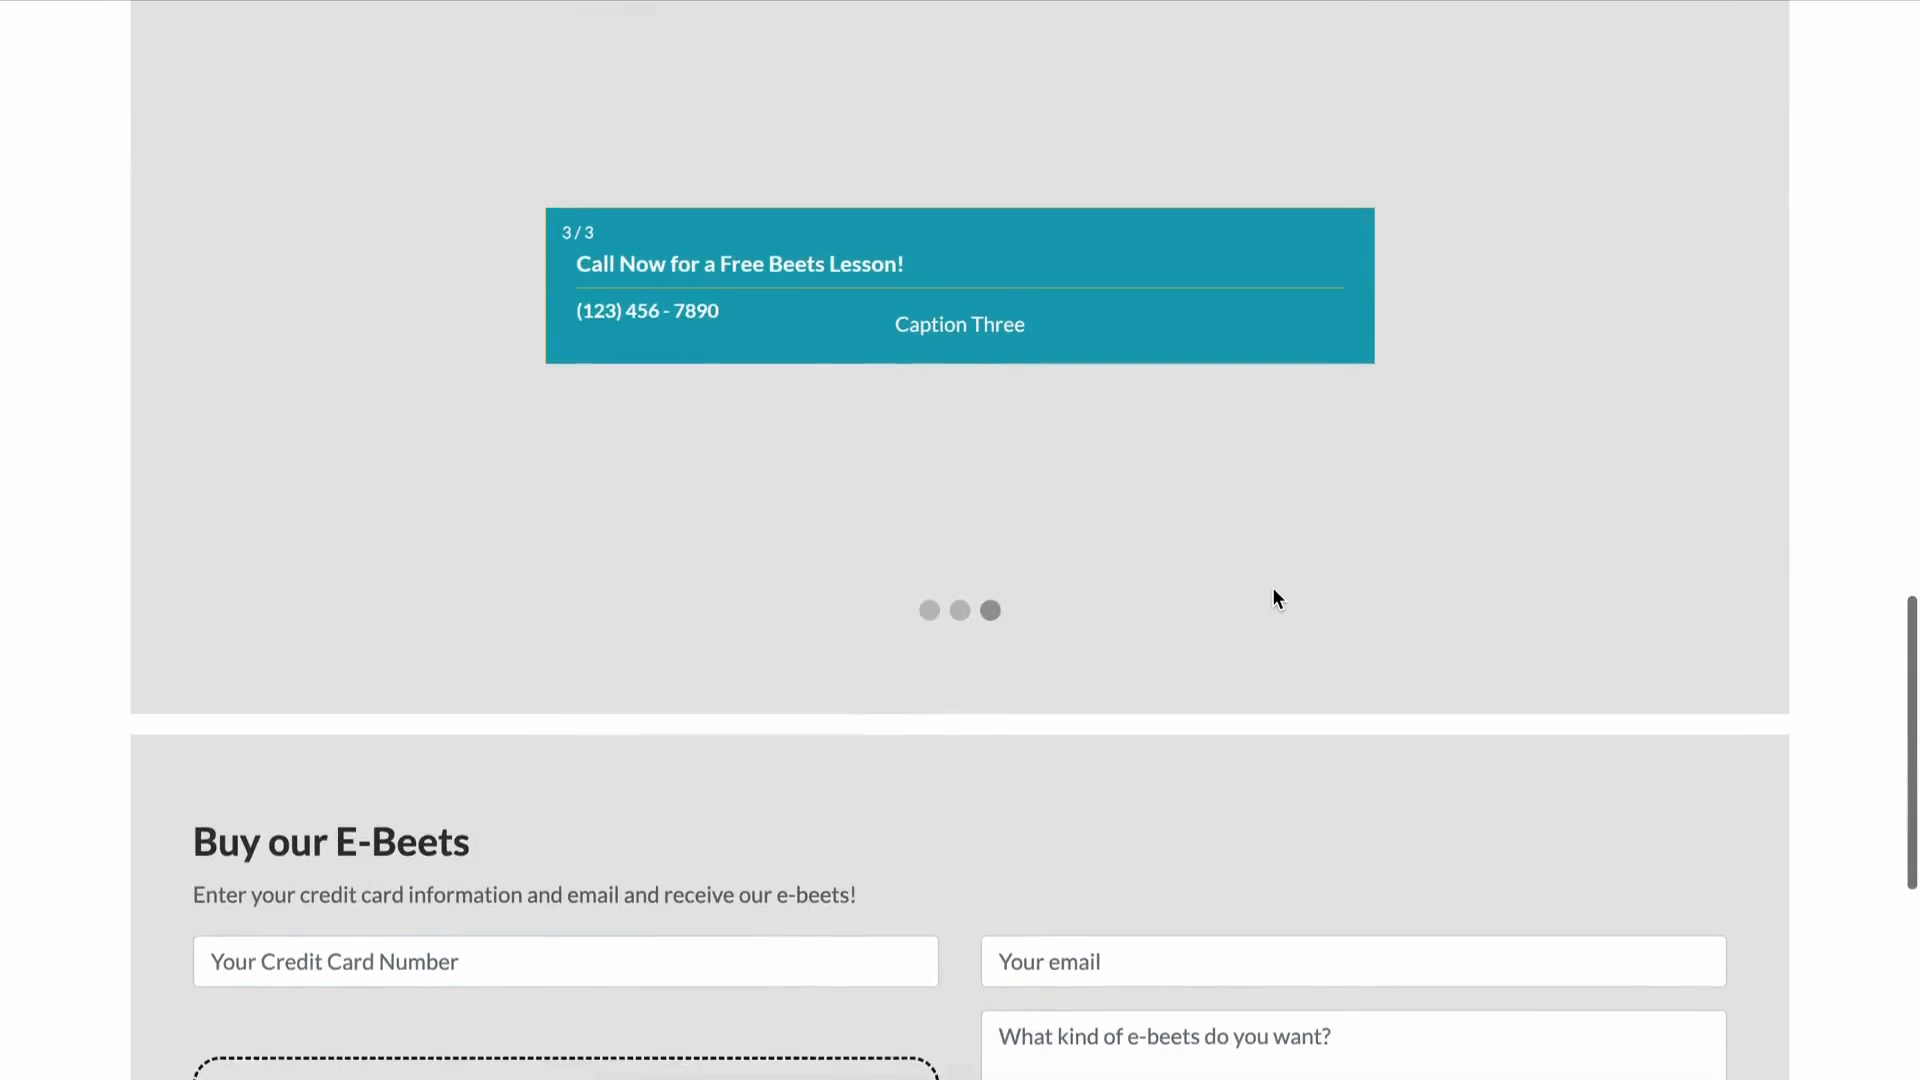 3 / 3
Call Now for a Free Beets Lesson!
(123) 456 - 7890
Caption Three
Buy our E-Beets
Enter your credit card information and email and receive our e-beets!
Your Credit Card Number
Your email
What kind of e-beets do you want?